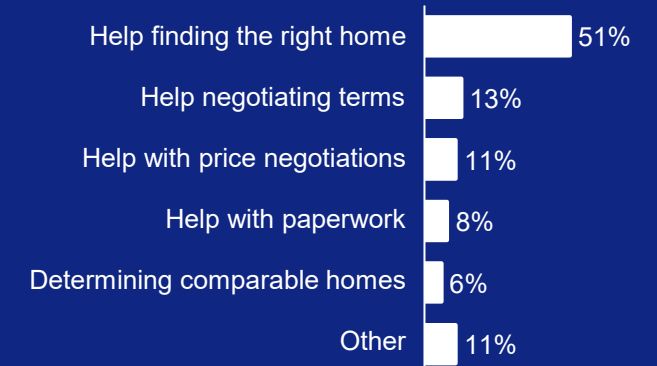 Help finding the right home 51%
Help negotiating terms 13%
Help with price negotiations 11%
Help with paperwork 8%
Determining comparable homes 6%
Other 11%